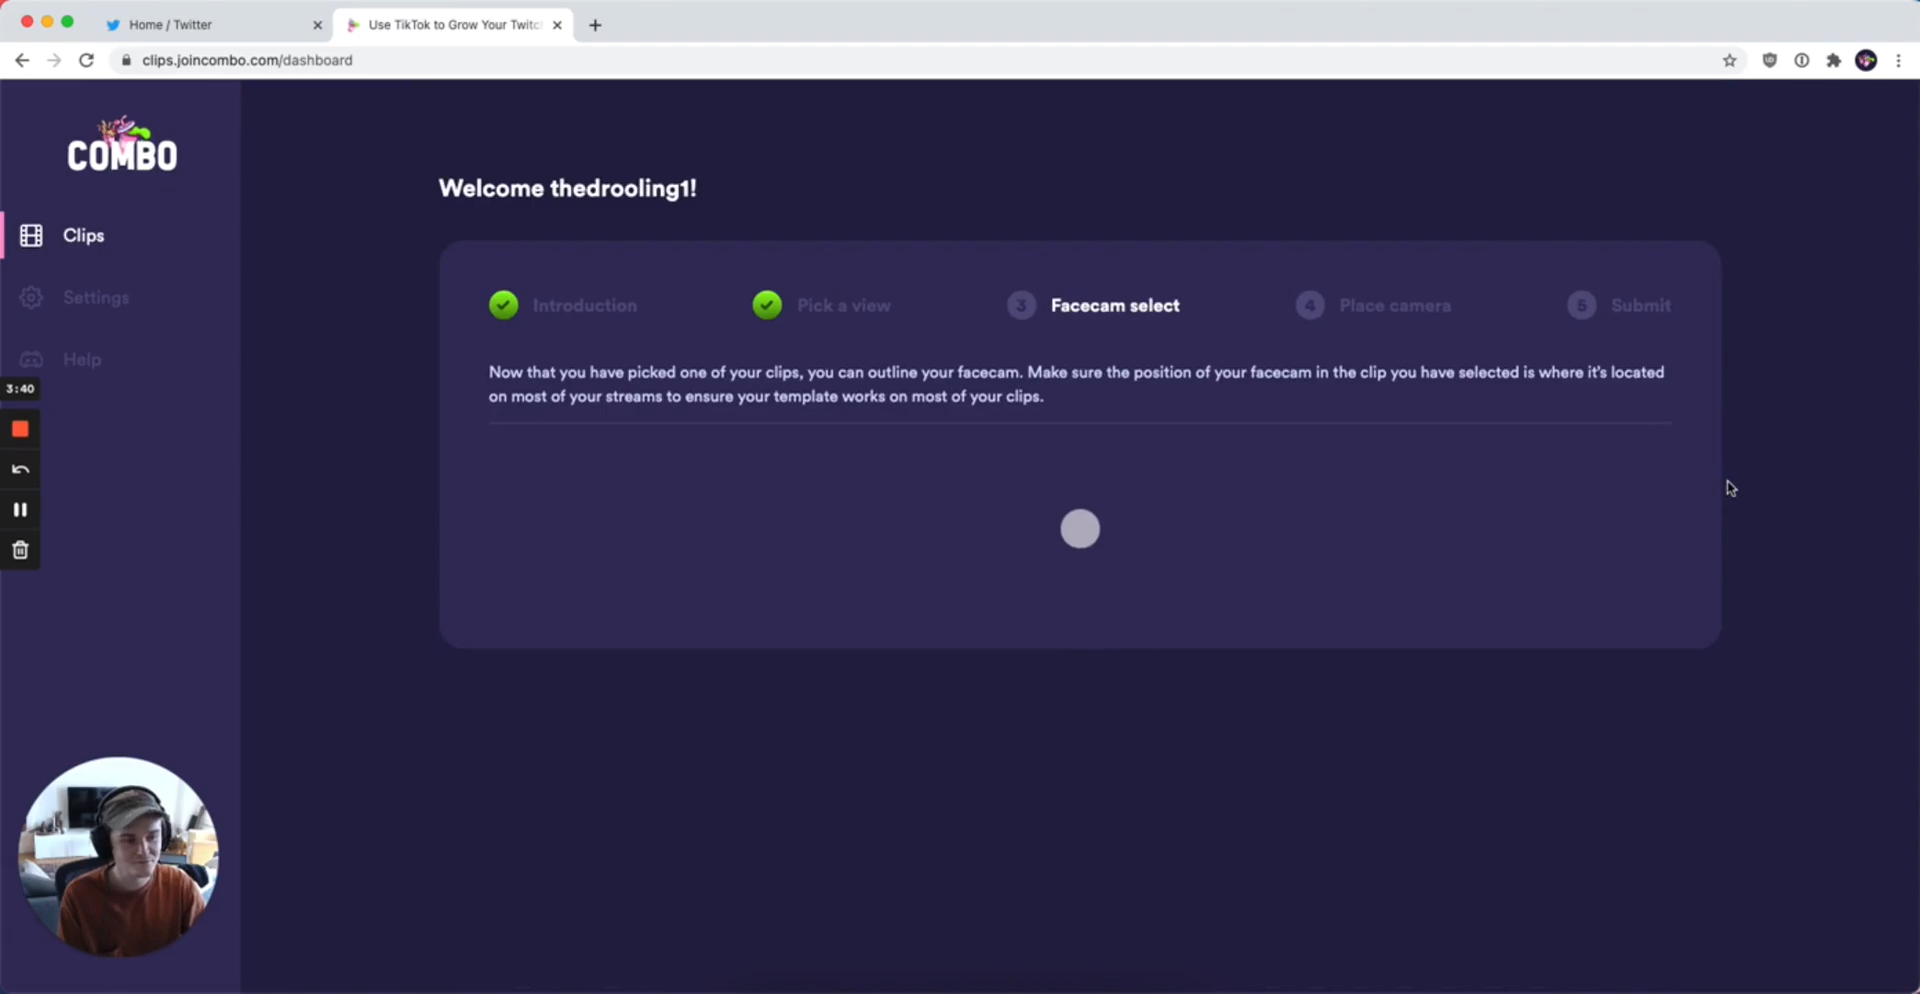 Home / Twitter
Use TikTok to Grow Your Twitc
clips.joincombo.com/dashboard
COMBO
Clips
Settings
Help
3:40
Welcome thedrooling1!
Introduction
Pick a view
3 Facecam select
4 Place camera
5 Submit
Now that you have picked one of your clips, you can outline your facecam. Make sure the position of your facecam in the clip you have selected is where it's located
on most of your streams to ensure your template works on most of your clips.